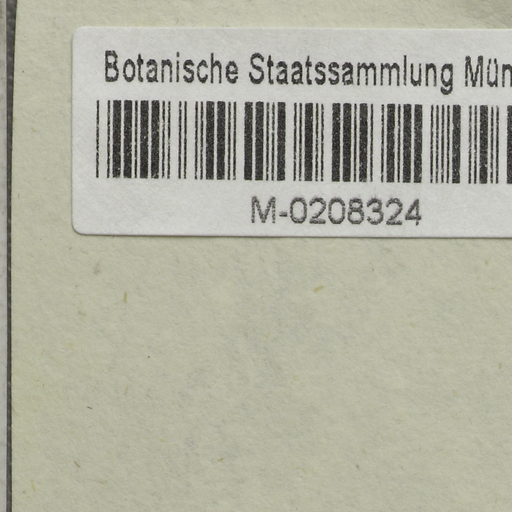 Botanische Staatssammlung Mün
M-0208324